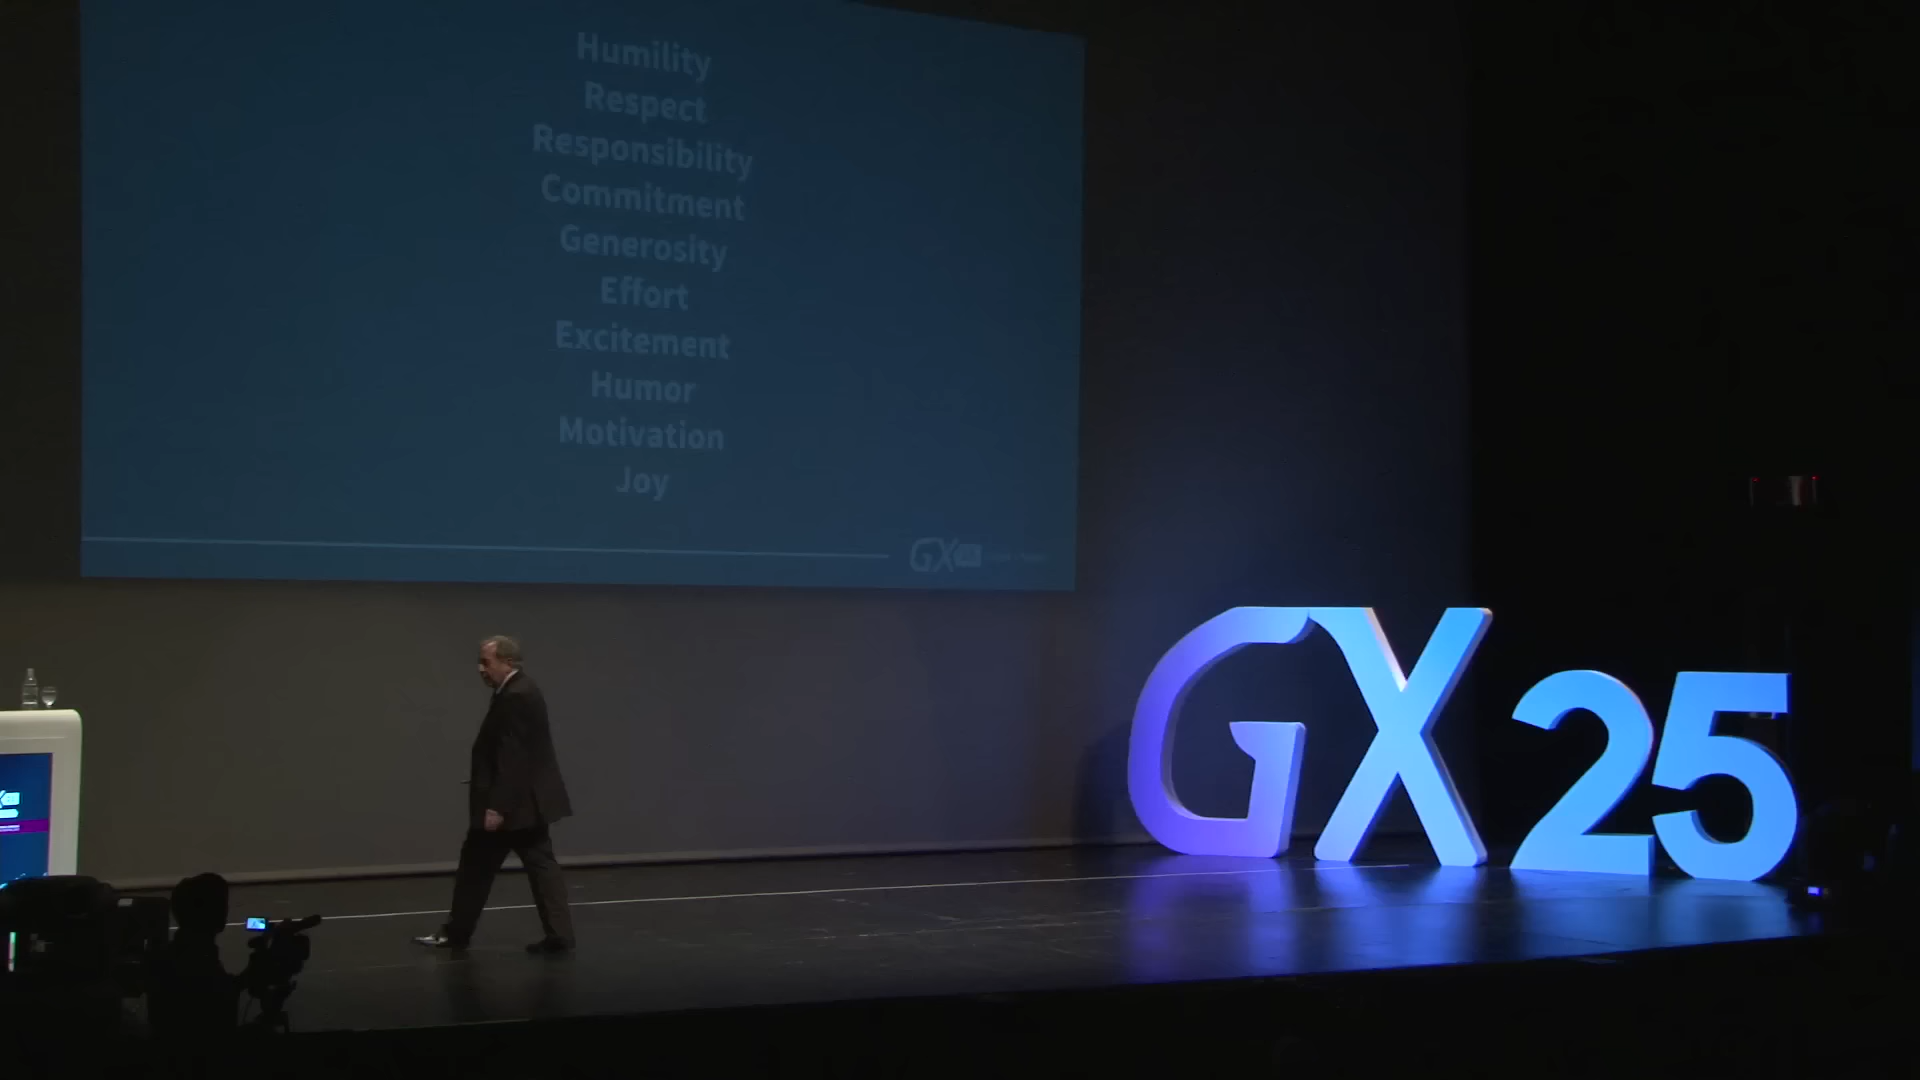 Humility
Respect
Responsibility
Commitment
Generosity
Effort
Excitement
Humor
Motivation
Joy
GX
GX25